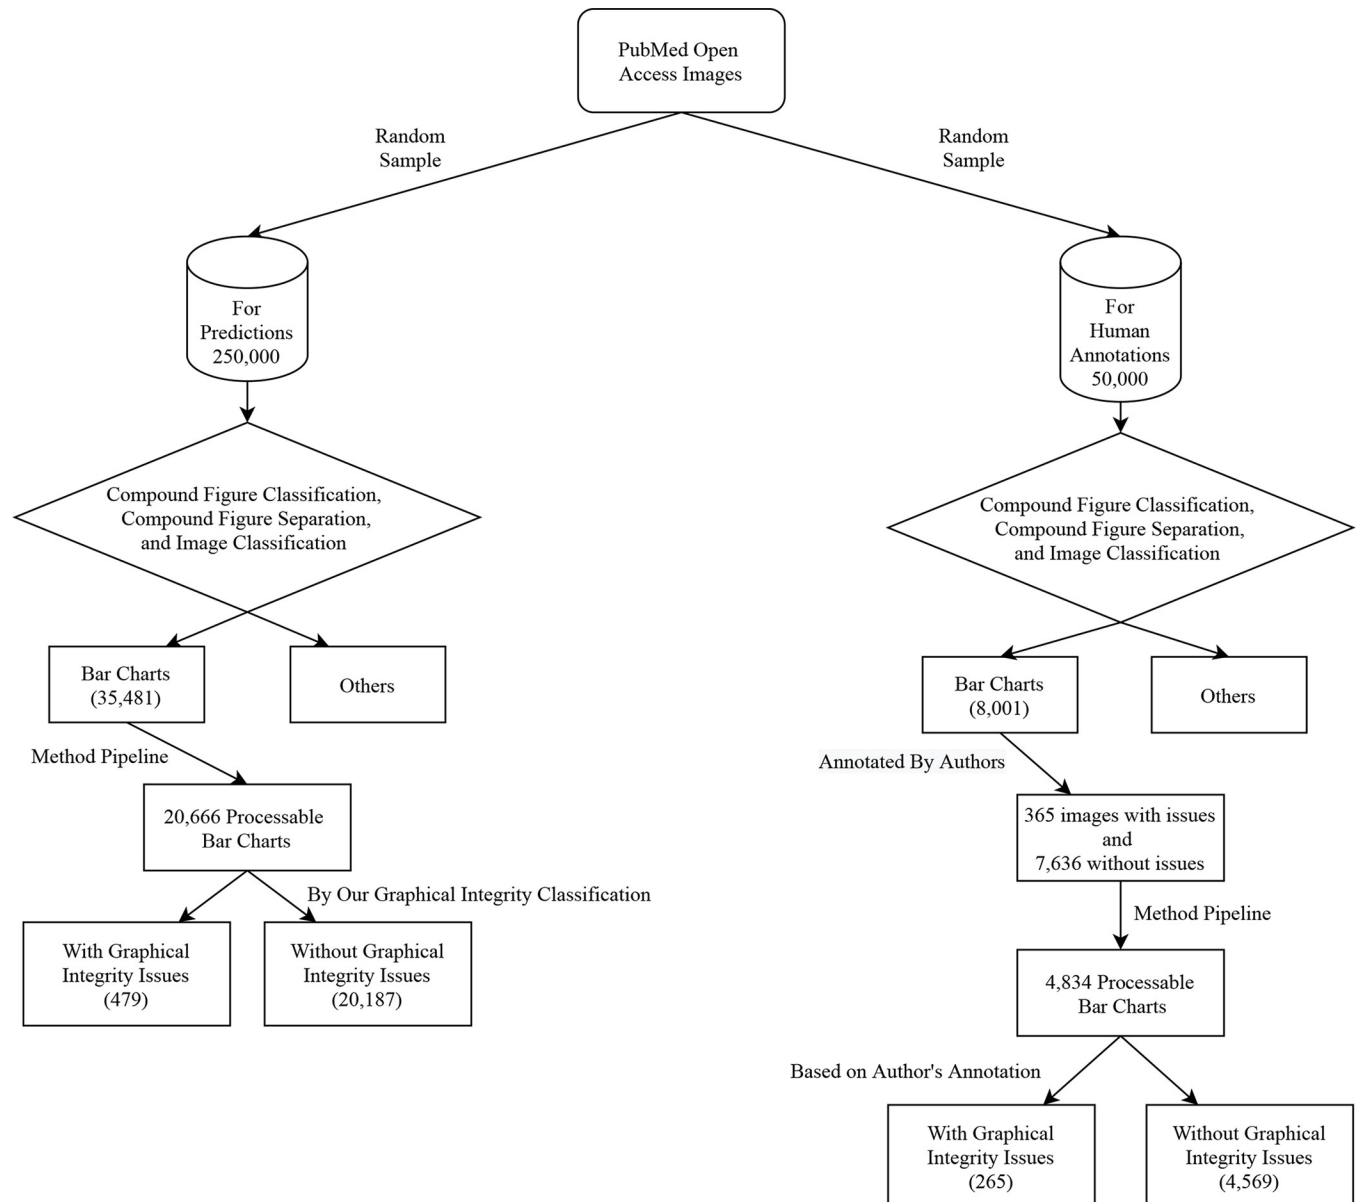 PubMed Open
Access Images
Random
Sample
Random
Sample
For
Predictions
250,000
For
Human
Annotations
50,000
Compound Figure Classification,
Compound Figure Separation,
and Image Classification
Compound Figure Classification,
Compound Figure Separation,
and Image Classification
Bar Charts
(35,481)
Others
Bar Charts
(8,001)
Others
Method Pipeline
Annotated By Authors
20,666 Processable
Bar Charts
365 images with issues
and
7,636 without issues
By Our Graphical Integrity Classification
Method Pipeline
With Graphical
Integrity Issues
(479)
Without Graphical
Integrity Issues
(20,187)
4,834 Processable
Bar Charts
Based on Author's Annotation
With Graphical
Integrity Issues
(265)
Without Graphical
Integrity Issues
(4,569)